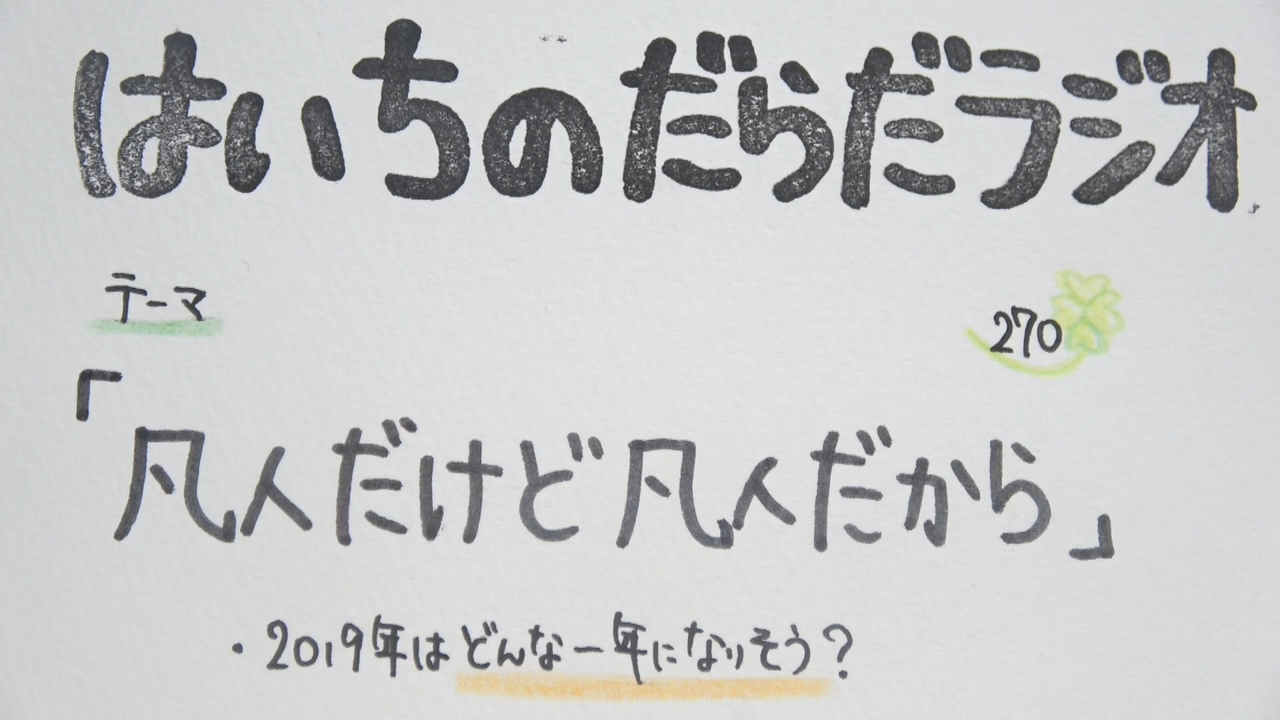 はいちのだらだラジオ
テーマ
270
「凡人だけど凡人だから」
・2019年はどんな一年になりそう？